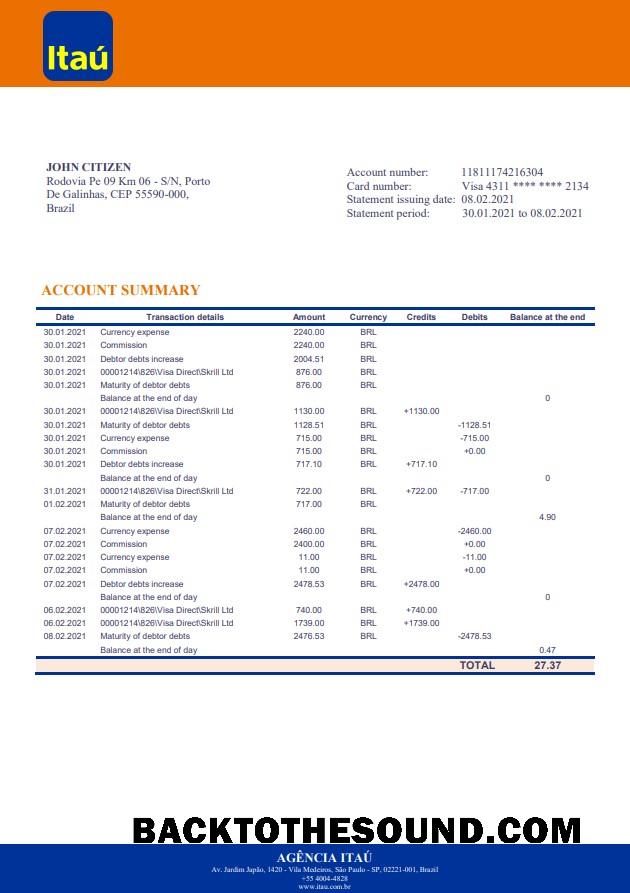 Itaú
JOHN CITIZEN
Rodovia Pe 09 Km 06 - S/N, Porto
De Galinhas, CEP 55590-000,
Brazil
Account number: 11811174216304
Card number: Visa 4311 **** **** 2134
Statement issuing date: 08.02.2021
Statement period: 30.01.2021 to 08.02.2021
ACCOUNT SUMMARY
Date Transaction details Amount Currency Credits Debits Balance at the end
30.01.2021 Currency expense 2240.00 BRL
30.01.2021 Commission 2240.00 BRL
30.01.2021 Debtor debts increase 2004.51 BRL
30.01.2021 00001214\826\Visa Direct\Skrill Ltd 876.00 BRL
30.01.2021 Maturity of debtor debts 876.00 BRL
Balance at the end of day 0
30.01.2021 00001214\826\Visa Direct\Skrill Ltd 1130.00 BRL +1130.00
30.01.2021 Maturity of debtor debts 1128.51 BRL -1128.51
30.01.2021 Currency expense 715.00 BRL -715.00
30.01.2021 Commission 715.00 BRL +0.00
30.01.2021 Debtor debts increase 717.10 BRL +717.10
Balance at the end of day 0
31.01.2021 00001214\826\Visa Direct\Skrill Ltd 722.00 BRL +722.00 -717.00
01.02.2021 Maturity of debtor debts 717.00 BRL
Balance at the end of day 4.90
07.02.2021 Currency expense 2460.00 BRL -2460.00
07.02.2021 Commission 2400.00 BRL +0.00
07.02.2021 Currency expense 11.00 BRL -11.00
07.02.2021 Commission 11.00 BRL +0.00
07.02.2021 Debtor debts increase 2478.53 BRL +2478.00
Balance at the end of day 0
06.02.2021 00001214\826\Visa Direct\Skrill Ltd 740.00 BRL +740.00
06.02.2021 00001214\826\Visa Direct\Skrill Ltd 1739.00 BRL +1739.00
08.02.2021 Maturity of debtor debts 2476.53 BRL -2478.53
Balance at the end of day 0.47
TOTAL 27.37
BACKTOTHESOUND.COM
AGÊNCIA ITAÚ
Av. Jardim Japão, 1420 - Vila Medeiros, São Paulo - SP, 02221-001, Brazil
+55 4004-4828
www.itau.com.br